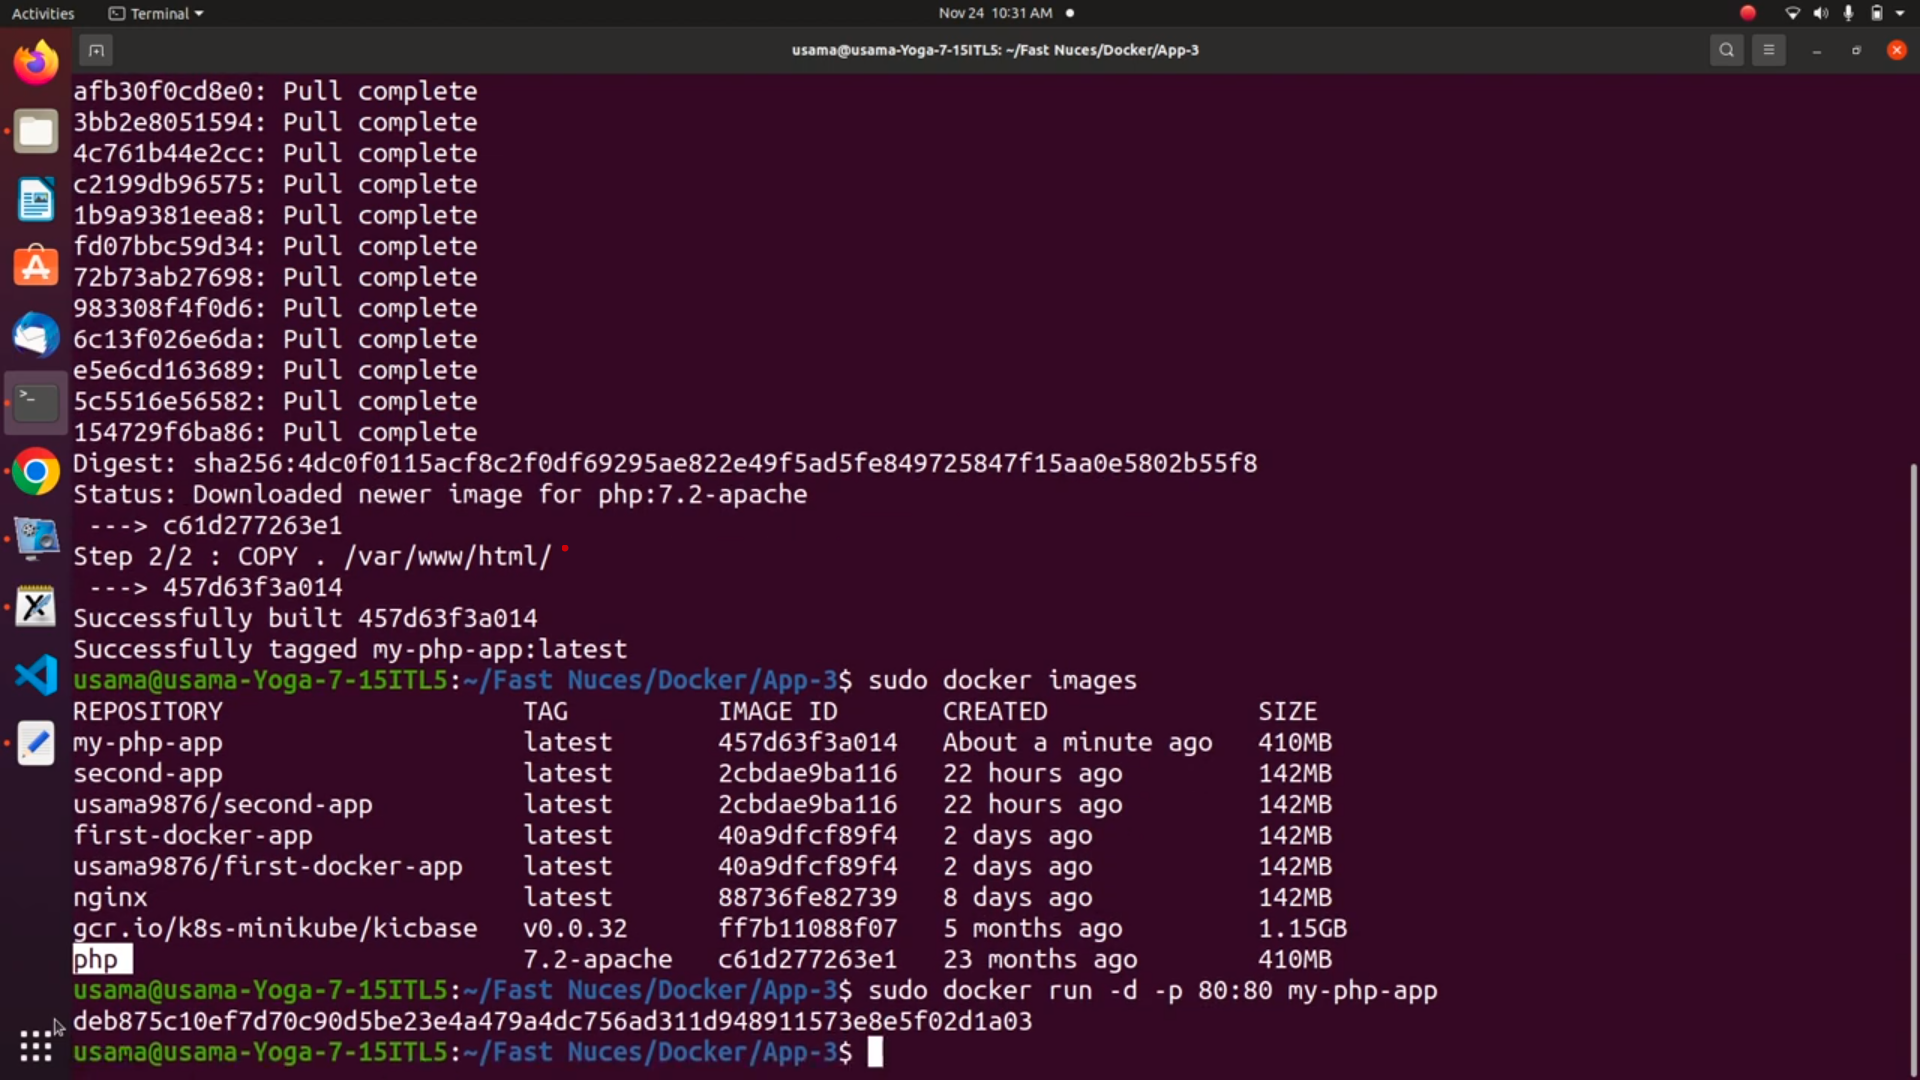 Activities Terminal Nov 24 10:31 AM
usama@usama-Yoga-7-15ITL5: ~/Fast Nuces/Docker/App-3
afb30f0cd8e0: Pull complete
3bb2e8051594: Pull complete
4c761b44e2cc: Pull complete
c2199db96575: Pull complete
1b9a9381eea8: Pull complete
fd07bbc59d34: Pull complete
72b73ab27698: Pull complete
983308f4f0d6: Pull complete
6c13f026e6da: Pull complete
e5e6cd163689: Pull complete
5c5516e56582: Pull complete
154729f6ba86: Pull complete
Digest: sha256:4dc0f0115acf8c2f0df69295ae822e49f5ad5fe849725847f15aa0e5802b55f8
Status: Downloaded newer image for php:7.2-apache
 ---> c61d277263e1
Step 2/2 : COPY . /var/www/html/
 ---> 457d63f3a014
Successfully built 457d63f3a014
Successfully tagged my-php-app:latest
usama@usama-Yoga-7-15ITL5:~/Fast Nuces/Docker/App-3$ sudo docker images
REPOSITORY TAG IMAGE ID CREATED SIZE
my-php-app latest 457d63f3a014 About a minute ago 410MB
second-app latest 2cbdae9ba116 22 hours ago 142MB
usama9876/second-app latest 2cbdae9ba116 22 hours ago 142MB
first-docker-app latest 40a9dfcf89f4 2 days ago 142MB
usama9876/first-docker-app latest 40a9dfcf89f4 2 days ago 142MB
nginx latest 88736fe82739 8 days ago 142MB
gcr.io/k8s-minikube/kicbase v0.0.32 ff7b11088f07 5 months ago 1.15GB
php 7.2-apache c61d277263e1 23 months ago 410MB
usama@usama-Yoga-7-15ITL5:~/Fast Nuces/Docker/App-3$ sudo docker run -d -p 80:80 my-php-app
deb875c10ef7d70c90d5be23e4a479a4dc756ad311d948911573e8e5f02d1a03
usama@usama-Yoga-7-15ITL5:~/Fast Nuces/Docker/App-3$